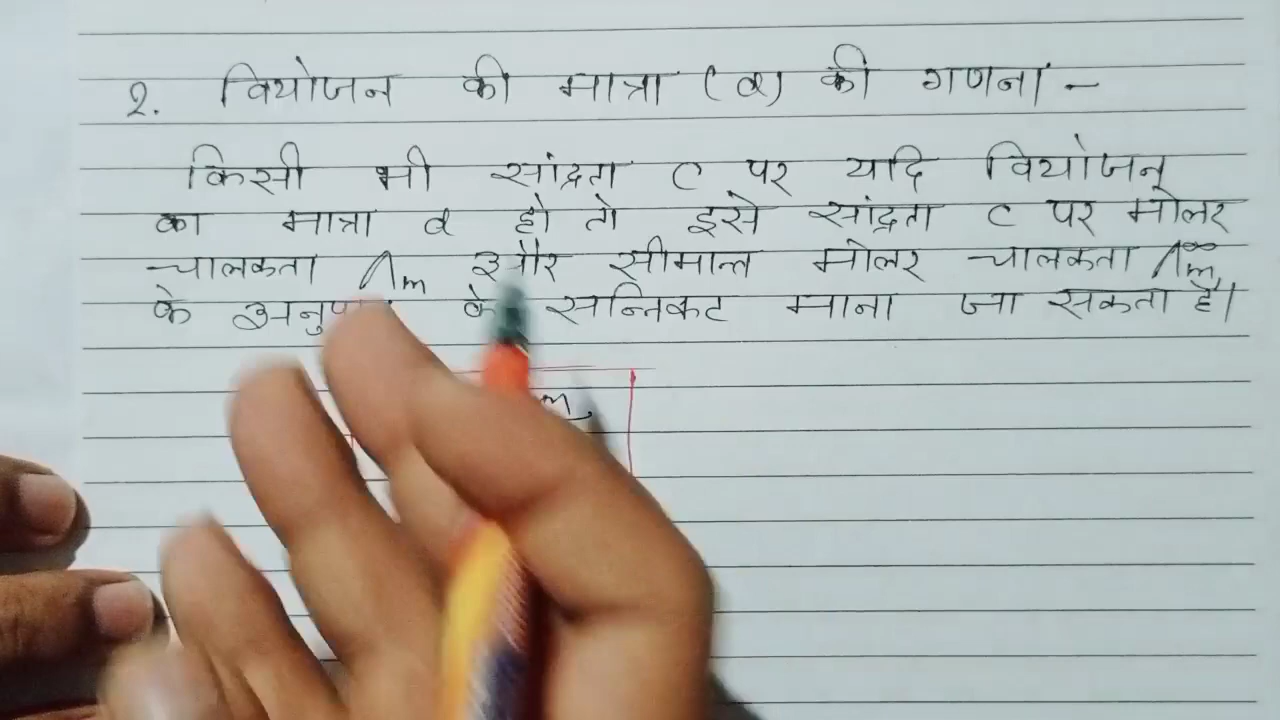 2. वियोजन की मात्रा (α) की गणना -
किसी भी सांद्रता C पर यदि वियोजन
का मात्रा α हो तो इसे सांद्रता C पर मोलर
चालकता Λm और सीमान्त मोलर चालकता Λm∞
के के सन्निकट माना जा सकता है।
m